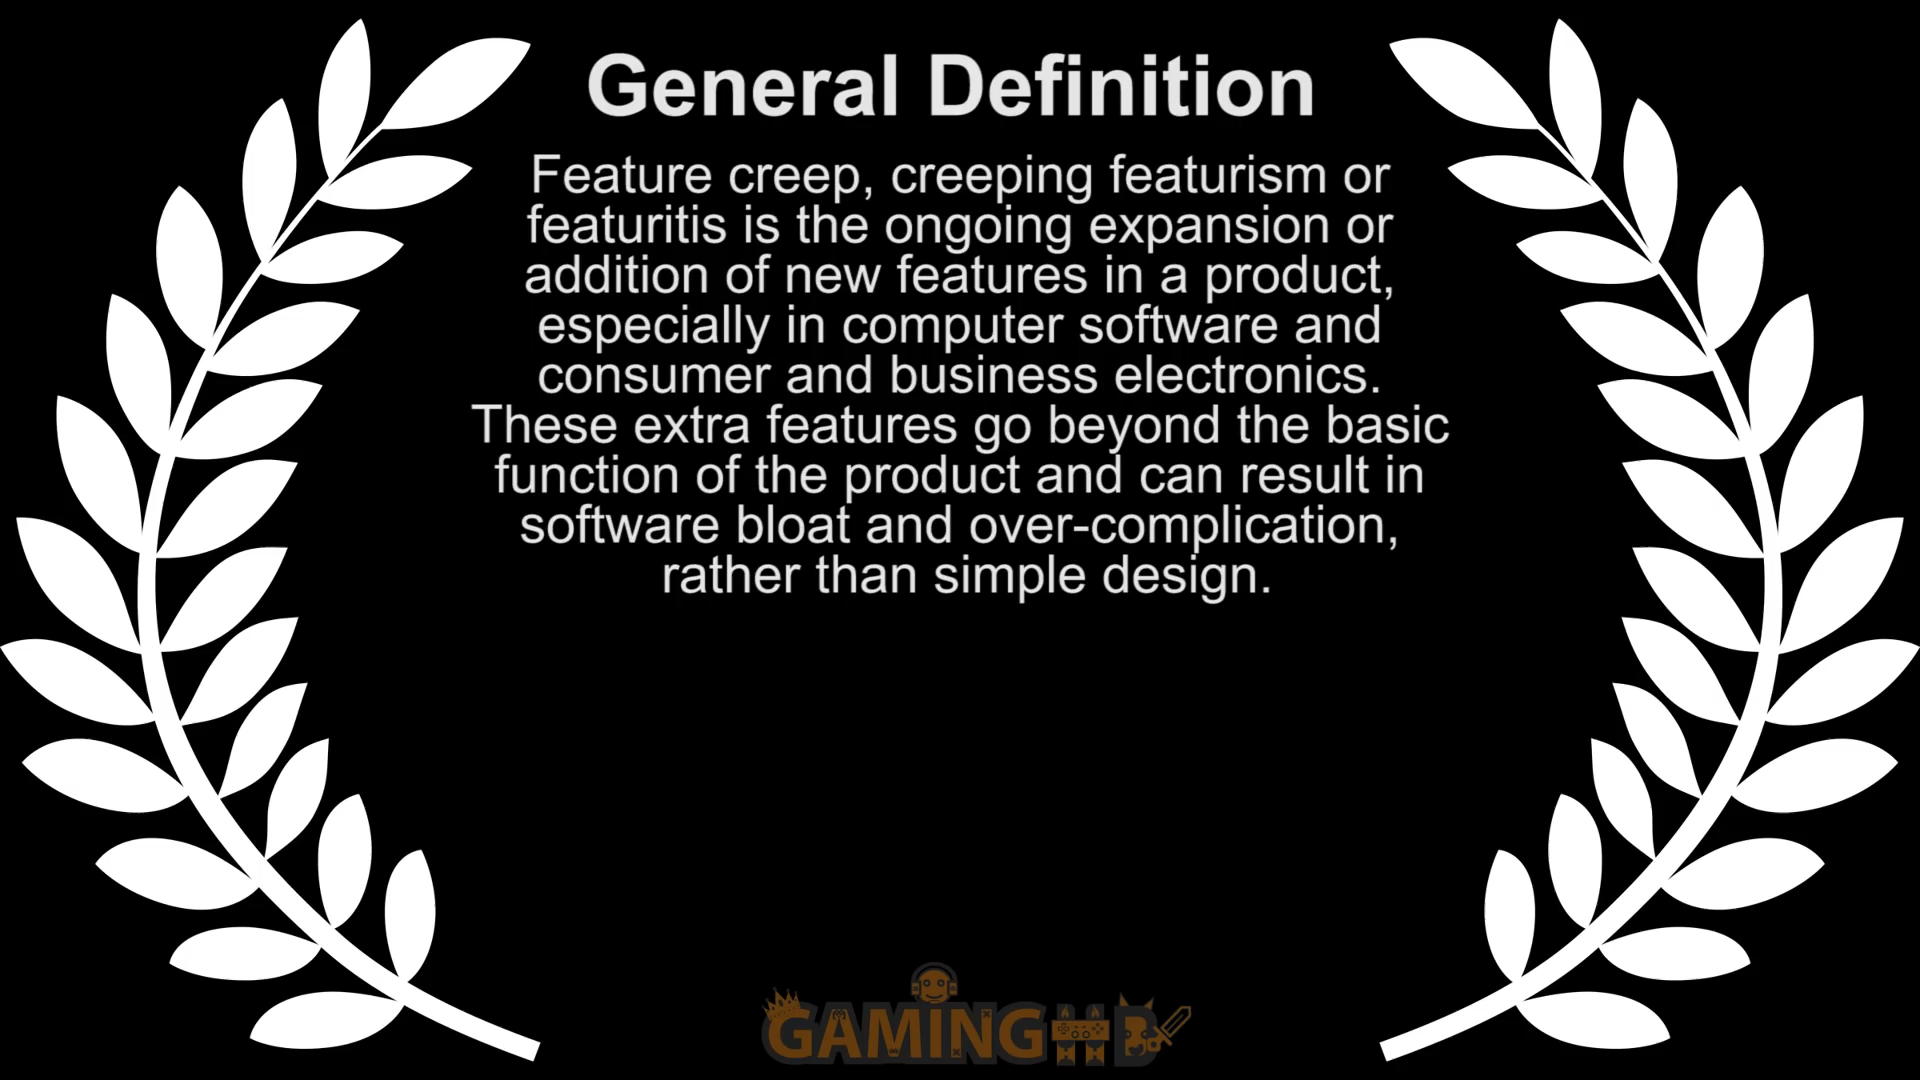 General Definition
Feature creep, creeping featurism or
featuritis is the ongoing expansion or
addition of new features in a product,
especially in computer software and
consumer and business electronics.
These extra features go beyond the basic
function of the product and can result in
software bloat and over-complication,
rather than simple design.
GAMING